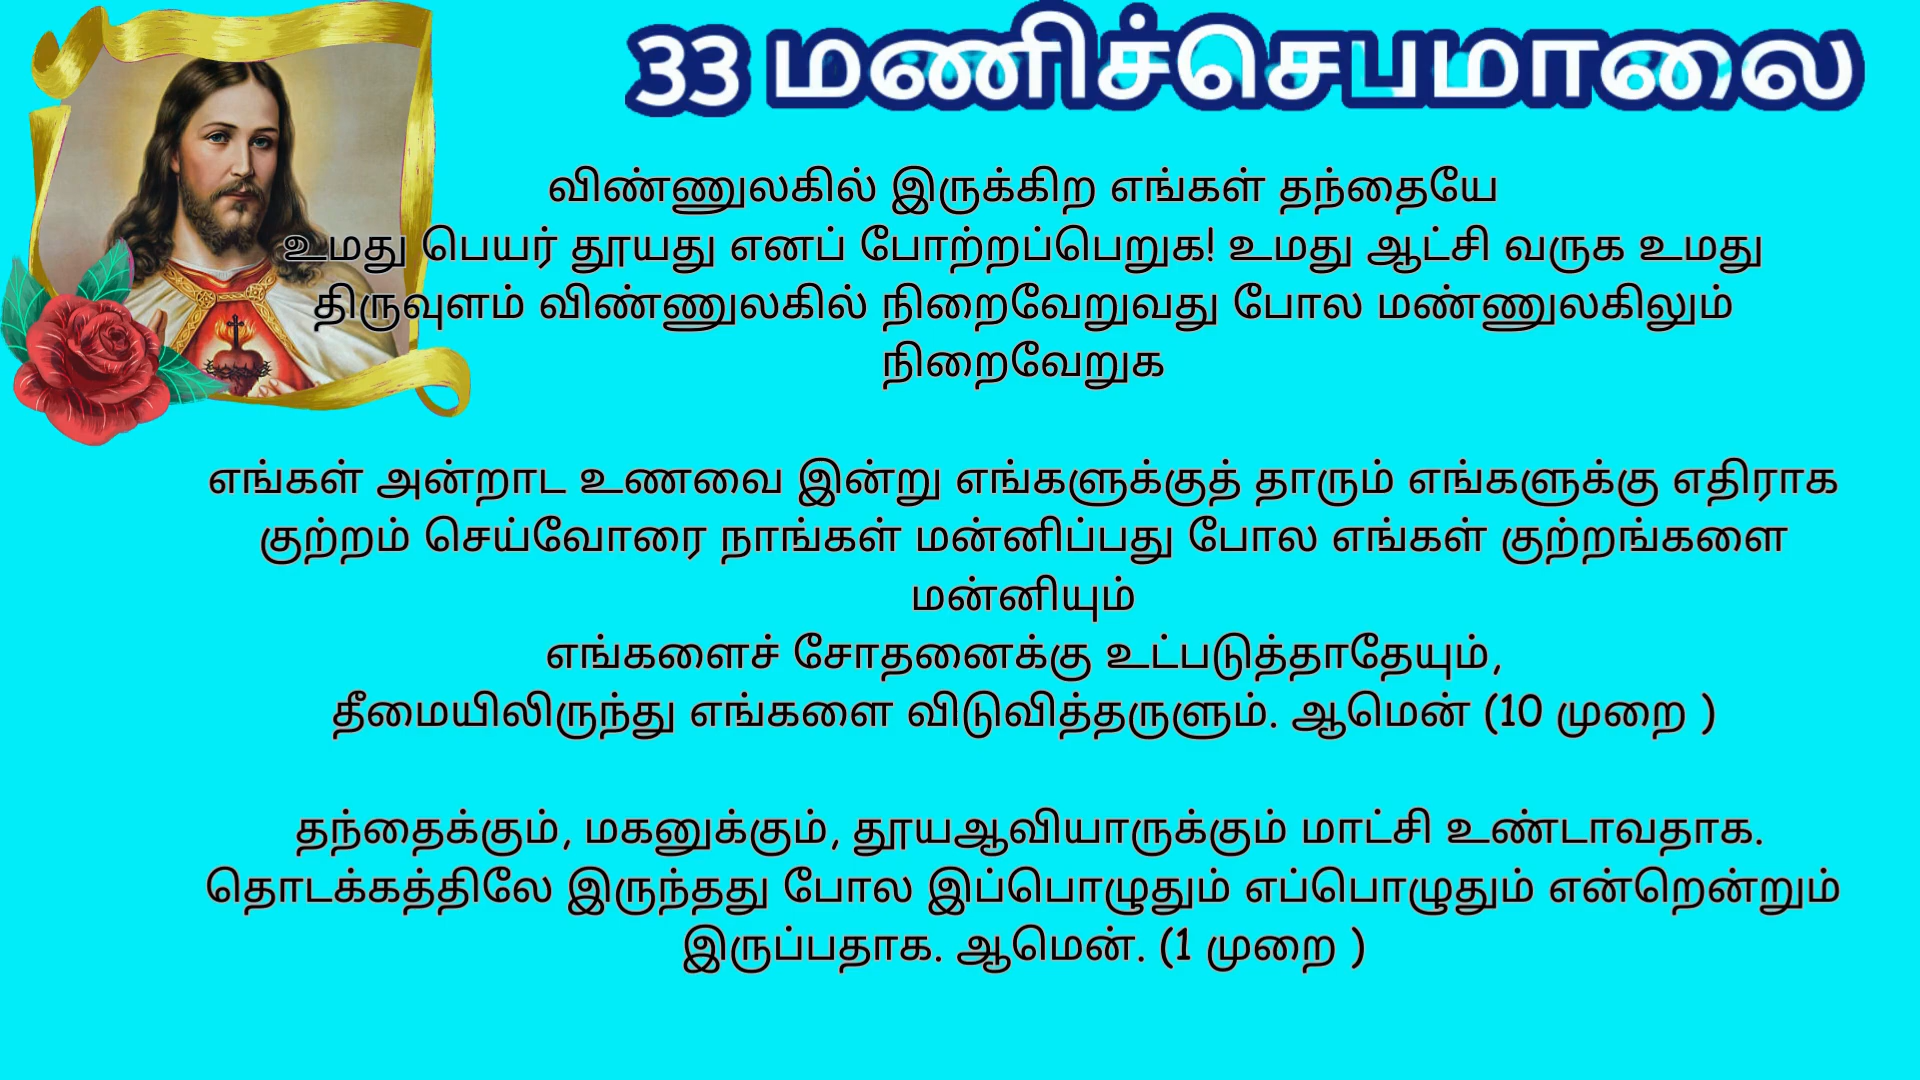 33 மணிச்செபமாலை
விண்ணுலகில் இருக்கிற எங்கள் தந்தையே
உமது பெயர் தூயது எனப் போற்றப்பெறுக! உமது ஆட்சி வருக உமது
திருவுளம் விண்ணுலகில் நிறைவேறுவது போல மண்ணுலகிலும்
நிறைவேறுக
எங்கள் அன்றாட உணவை இன்று எங்களுக்குத் தாரும் எங்களுக்கு எதிராக
குற்றம் செய்வோரை நாங்கள் மன்னிப்பது போல எங்கள் குற்றங்களை
மன்னியும்
எங்களைச் சோதனைக்கு உட்படுத்தாதேயும்,
தீமையிலிருந்து எங்களை விடுவித்தருளும். ஆமென் (10 முறை )
தந்தைக்கும், மகனுக்கும், தூயஆவியாருக்கும் மாட்சி உண்டாவதாக.
தொடக்கத்திலே இருந்தது போல இப்பொழுதும் எப்பொழுதும் என்றென்றும்
இருப்பதாக. ஆமென். (1 முறை )